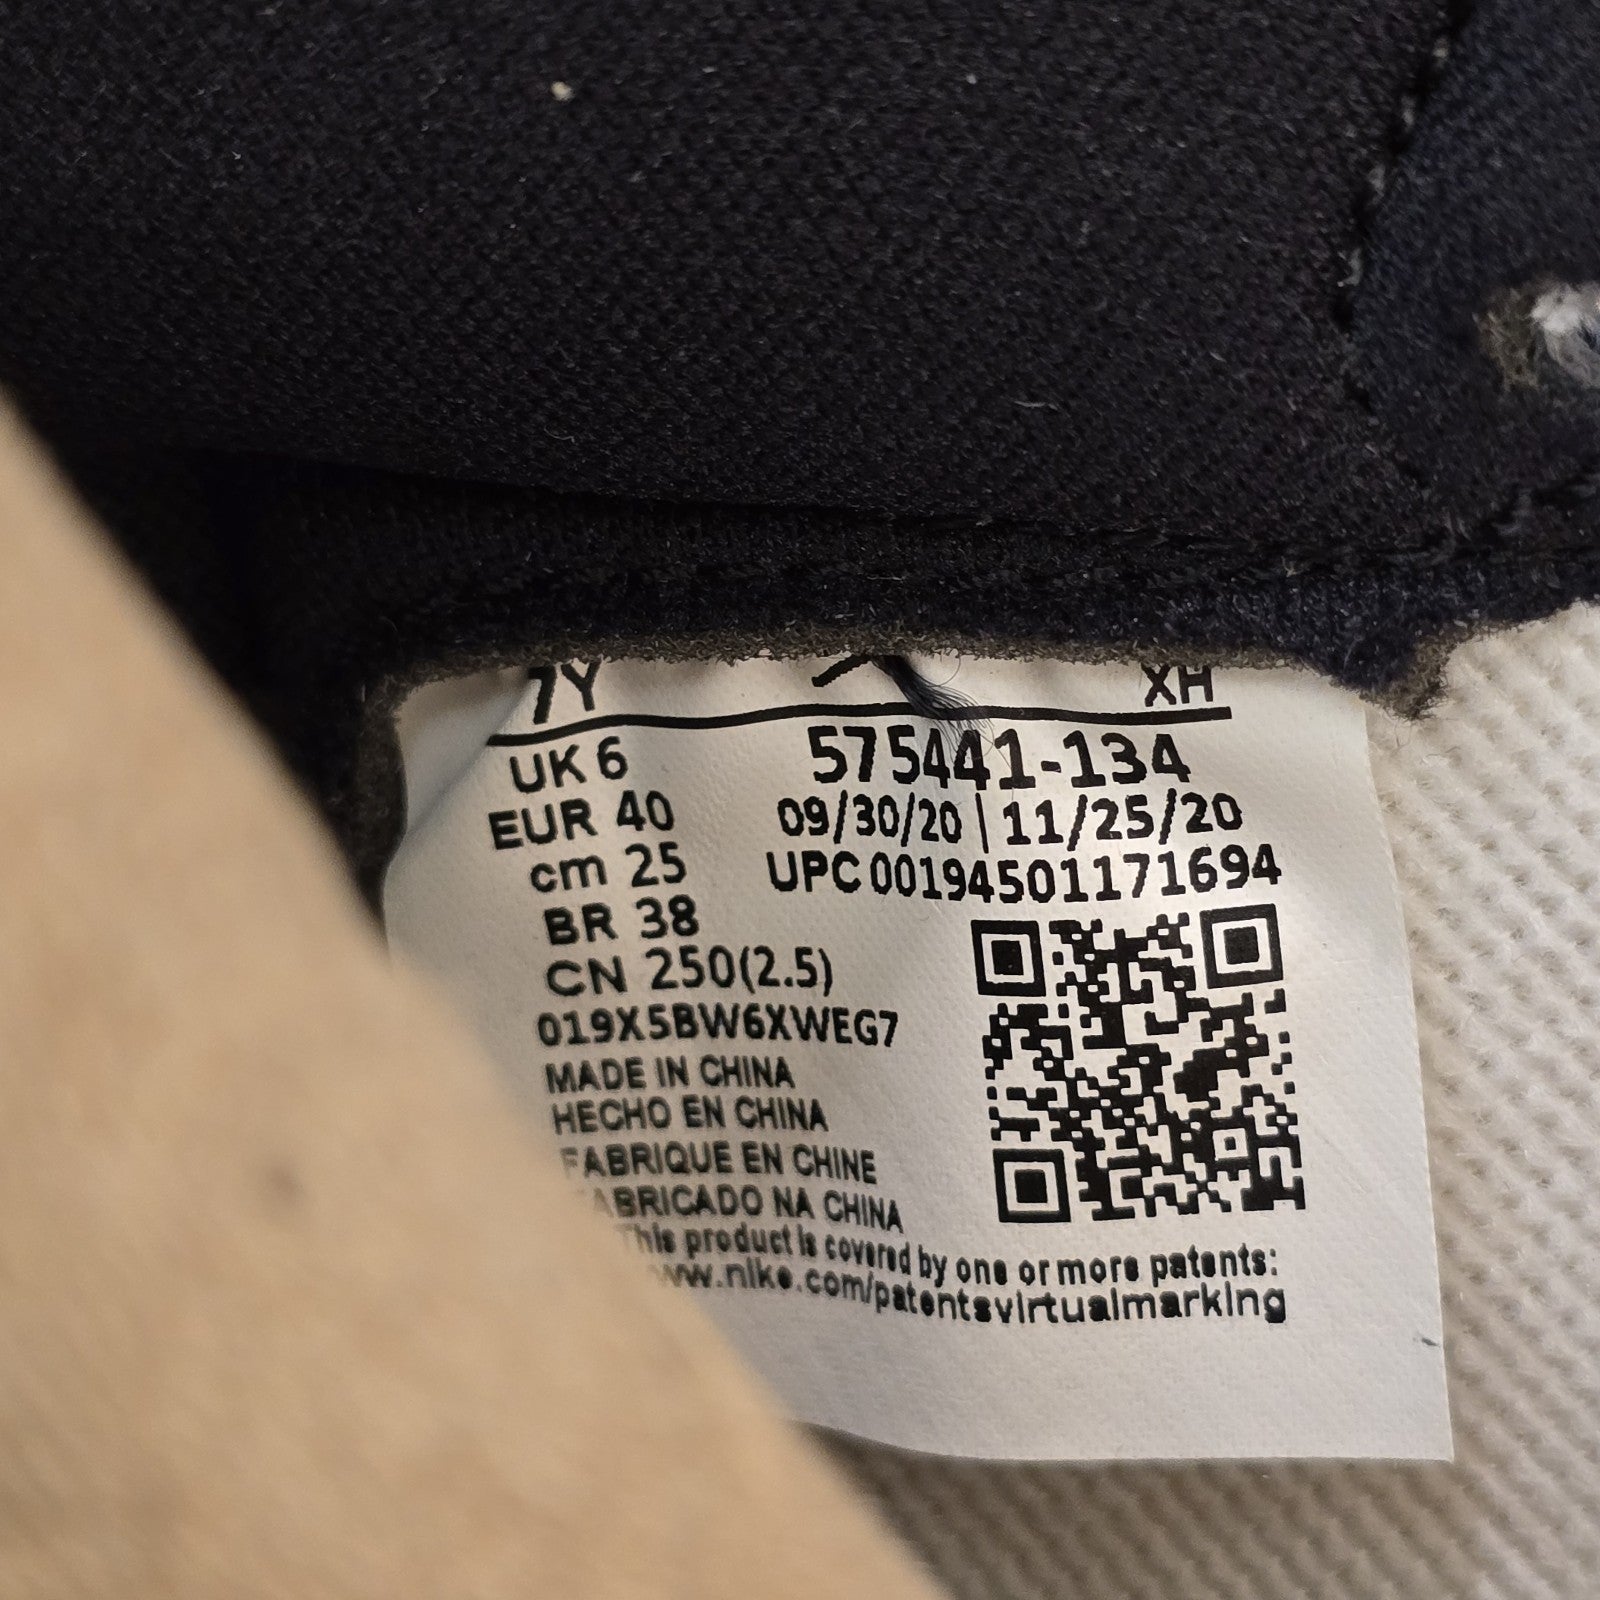 7Y XH
UK 6 575441-134
EUR 40 09/30/20 | 11/25/20
cm 25 UPC 00194501171694
BR 38
CN 250(2.5)
019X5BW6XWEG7
MADE IN CHINA
HECHO EN CHINA
FABRIQUE EN CHINE
FABRICADO NA CHINA
This product is covered by one or more patents:
www.nike.com/patentsvirtualmarking